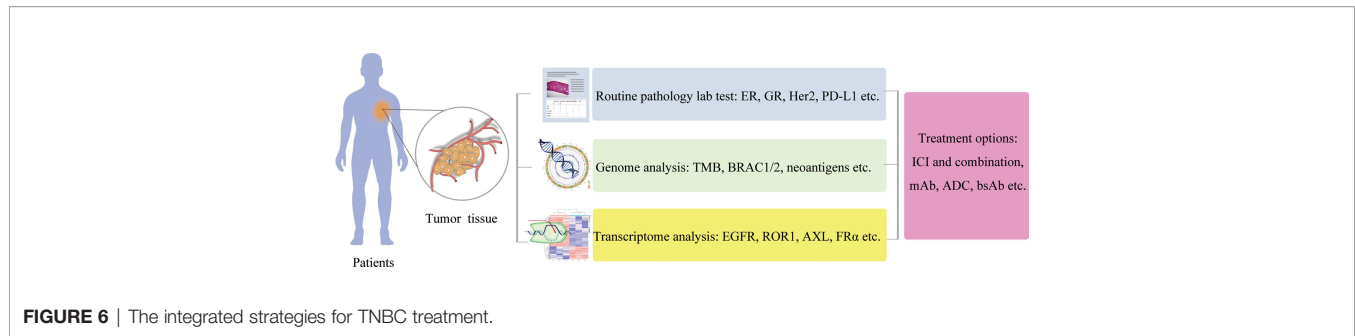 Patients
Tumor tissue
Routine pathology lab test: ER, GR, Her2, PD-L1 etc.
Genome analysis: TMB, BRAC1/2, neoantigens etc.
Transcriptome analysis: EGFR, ROR1, AXL, FRα etc.
Treatment options:
ICI and combination,
mAb, ADC, bsAb etc.
FIGURE 6 | The integrated strategies for TNBC treatment.